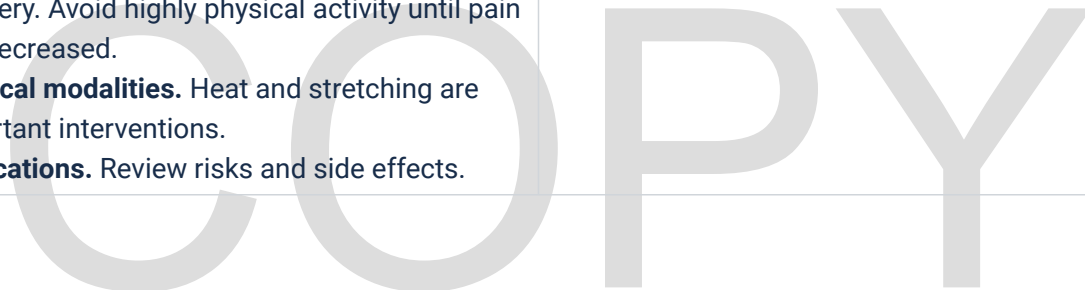 ery. Avoid highly physical activity until pain
ecreased.
cal modalities. Heat and stretching are
rtant interventions.
cations. Review risks and side effects.
COPY